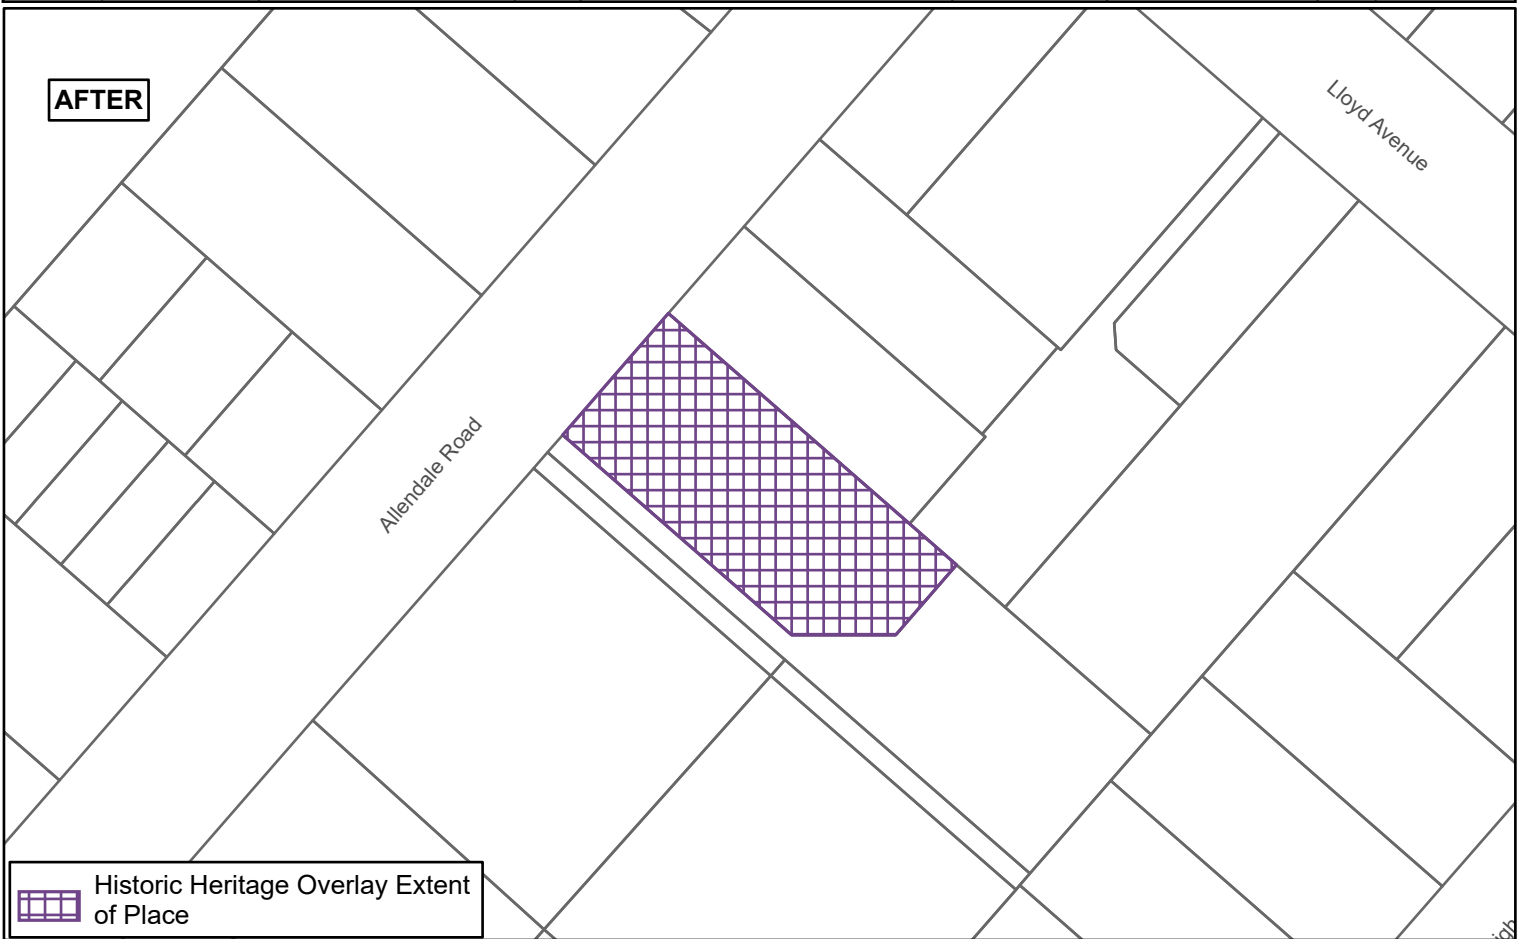 AFTER
Lloyd Avenue
Allendale Road
Historic Heritage Overlay Extent
of Place